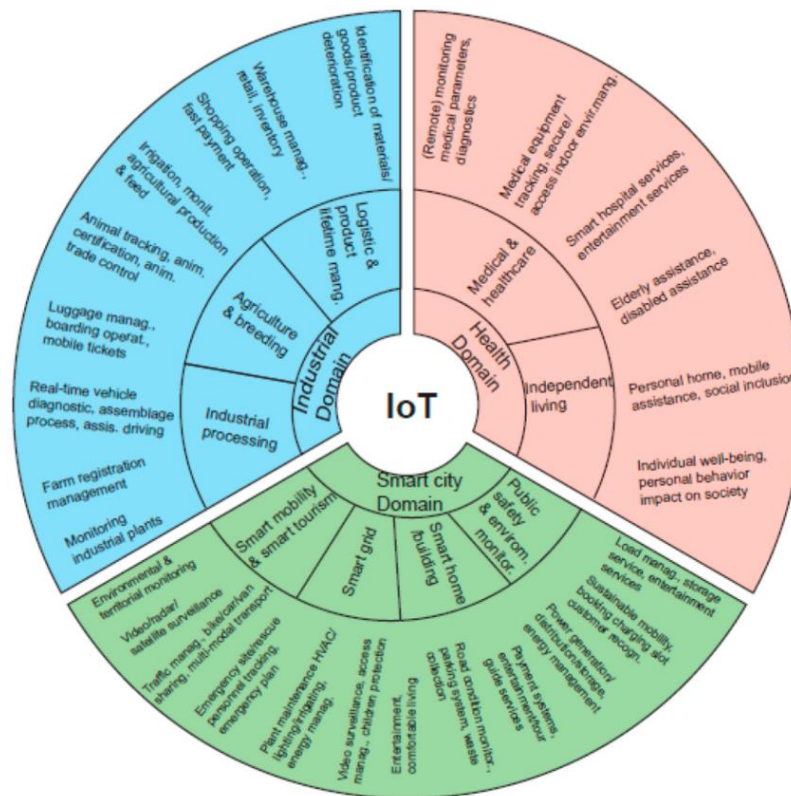 IoT
Industrial
Domain
Logistic &
product
lifetime mang.
Agriculture
& breeding
Industrial
processing
Identification of materials/
goods/product
deterioration
Warehouse manag.,
retail, inventory
Shopping operation,
fast payment
Irrigation, monit.
agricultural production
& feed
Animal tracking, anim.
certification, anim.
trade control
Luggage manag.,
boarding operat.,
mobile tickets
Real-time vehicle
diagnostic, assemblage
process, assis. driving
Farm registration
management
Monitoring
industrial plants
Health
Domain
Medical &
healthcare
Independent
living
(Remote) monitoring
medical parameters,
diagnostics
Medical equipment
tracking, secure/
access indoor envir.mang.
Smart hospital services,
entertainment services
Elderly assistance,
disabled assistance
Personal home, mobile
assistance, social inclusion
Individual well-being,
personal behavior
impact on society
Smart city
Domain
Smart mobility
& smart tourism
Smart grid
Smart home
/building
Public
safety
& environ.
monitor.
Environmental &
territorial monitoring
Video/radar/
satellite surveillance
Traffic manag., bike/car/van
sharing, multi-modal transport
Emergency site/rescue
personnel tracking,
emergency plan
Plant maintenance HVAC/
lighting/irrigating,
energy manag.
Video surveillance, access
manag., children protection
Entertainment,
comfortable living
Road condition monitor.,
parking system, waste
collection
Payment systems,
entertainment/tour
guide services
Power generation/
distribution/storage,
energy management
Sustainable mobility,
booking charging slot
customer recogn.
Load manag., storage
service, entertainment
services